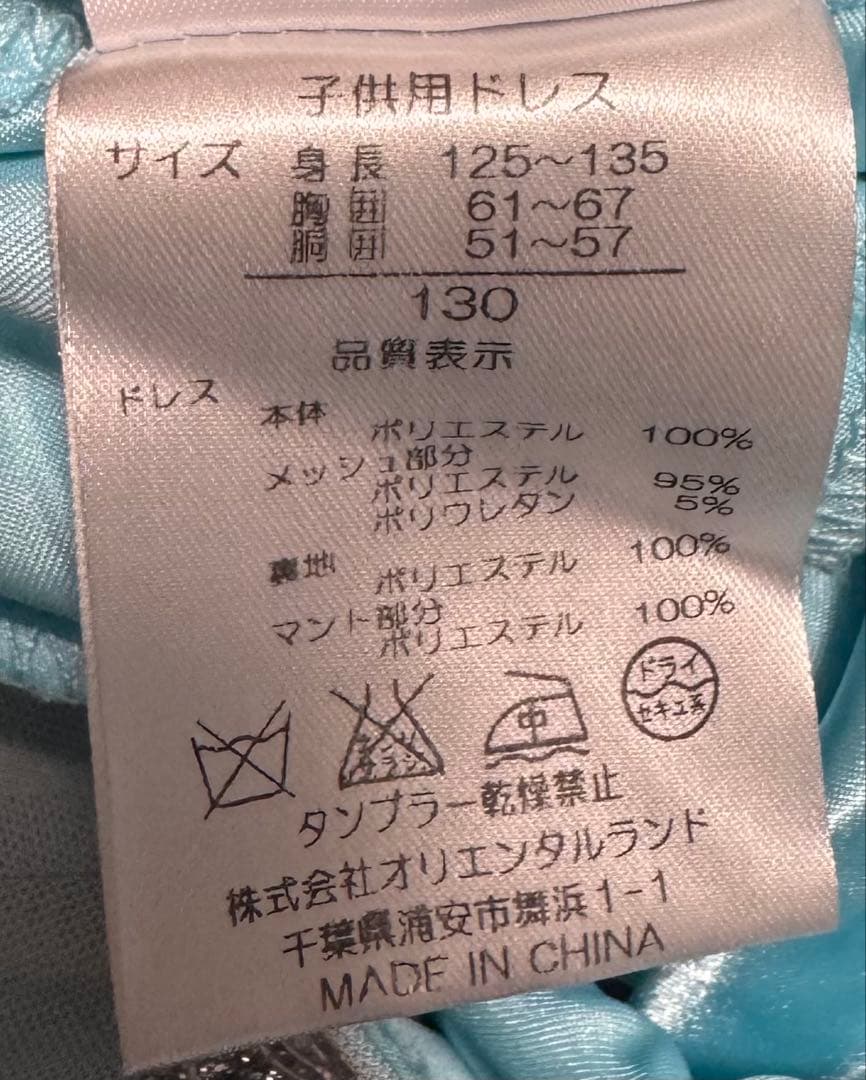 子供用ドレス
サイズ 身長 125～135
胸囲 61～67
胴囲 51～57
130
品質表示
ドレス
本体
ポリエステル 100%
メッシュ部分
ポリエステル 95%
ポリウレタン 5%
裏地
ポリエステル 100%
マント部分
ポリエステル 100%
中
ドライ
セキユ系
タンブラー乾燥禁止
株式会社オリエンタルランド
千葉県浦安市舞浜1-1
MADE IN CHINA